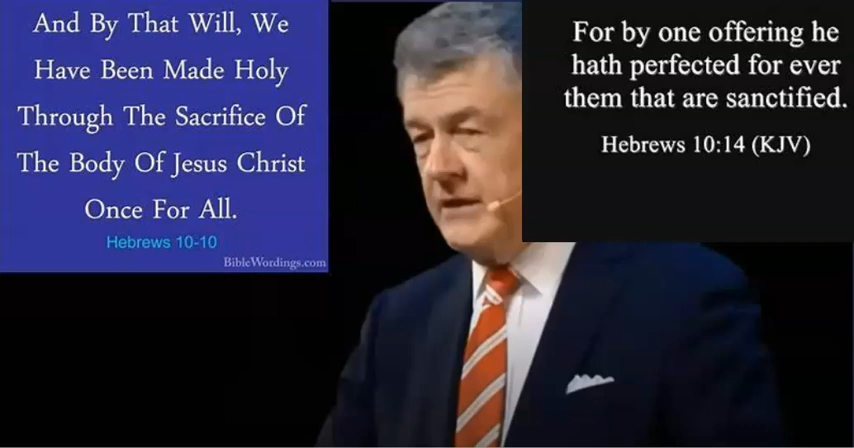 And By That Will, We
Have Been Made Holy
Through The Sacrifice Of
The Body Of Jesus Christ
Once For All.
Hebrews 10-10
BibleWordings.com
For by one offering he
hath perfected for ever
them that are sanctified.
Hebrews 10:14 (KJV)